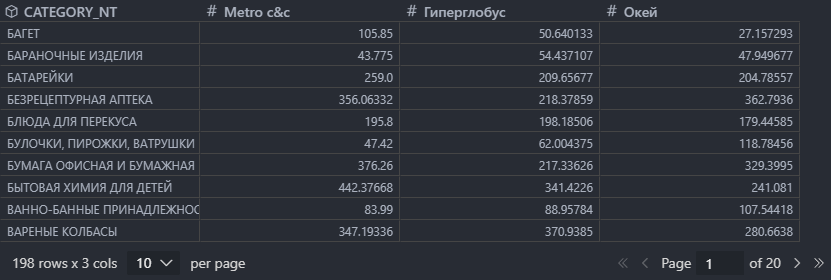 CATEGORY_NT # Metro c&c # Гиперглобус # Окей
БАГЕТ 105.85 50.640133 27.157293
БАРАНОЧНЫЕ ИЗДЕЛИЯ 43.775 54.437107 47.949677
БАТАРЕЙКИ 259.0 209.65677 204.78557
БЕЗРЕЦЕПТУРНАЯ АПТЕКА 356.06332 218.37859 362.7936
БЛЮДА ДЛЯ ПЕРЕКУСА 195.8 198.18506 179.44585
БУЛОЧКИ, ПИРОЖКИ, ВАТРУШКИ 47.42 62.004375 118.78456
БУМАГА ОФИСНАЯ И БУМАЖНАЯ 376.26 217.33626 329.3995
БЫТОВАЯ ХИМИЯ ДЛЯ ДЕТЕЙ 442.37668 341.4226 241.081
ВАННО-БАННЫЕ ПРИНАДЛЕЖНОС 83.99 88.95784 107.54418
ВАРЕНЫЕ КОЛБАСЫ 347.19336 370.9385 280.6638
198 rows x 3 cols 10 per page Page 1 of 20